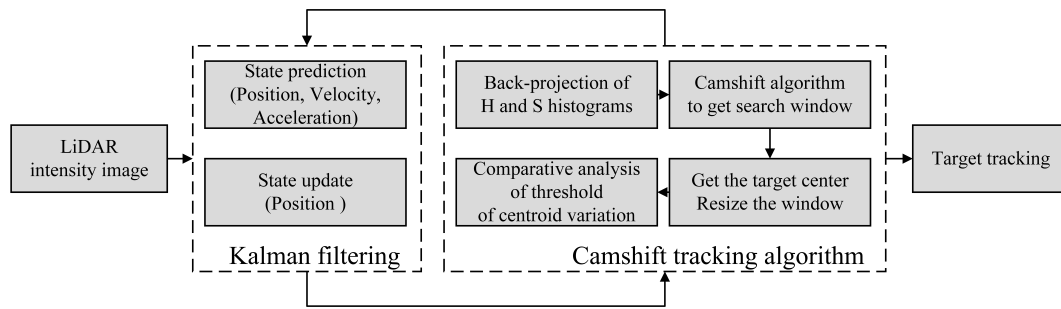 LiDAR
intensity image
State prediction
(Position, Velocity,
Acceleration)
State update
(Position )
Kalman filtering
Back-projection of
H and S histograms
Camshift algorithm
to get search window
Comparative analysis
of threshold
of centroid variation
Get the target center
Resize the window
Camshift tracking algorithm
Target tracking